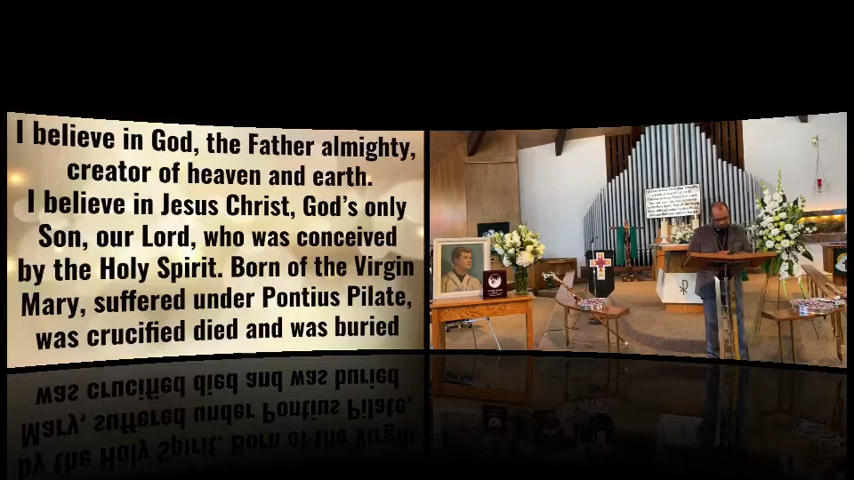 I believe in God, the Father almighty,
creator of heaven and earth.
I believe in Jesus Christ, God's only
Son, our Lord, who was conceived
by the Holy Spirit. Born of the Virgin
Mary, suffered under Pontius Pilate,
was crucified died, and was buried